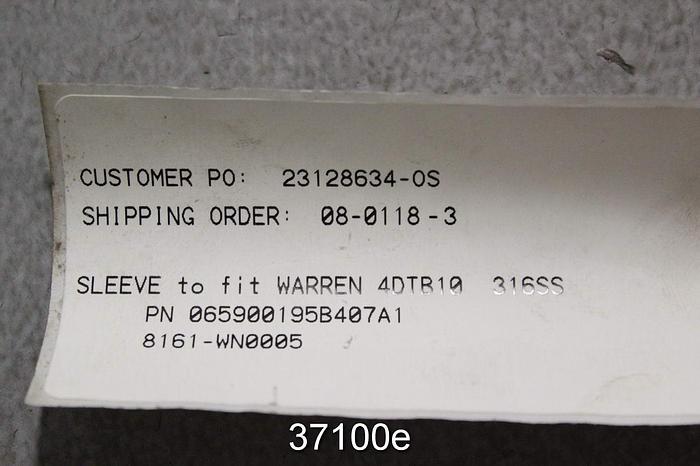 CUSTOMER PO: 23128634-OS
SHIPPING ORDER: 08-0118-3
SLEEVE to fit WARREN 4DTB10 316SS
PN 065900195B407A1
8161-WN0005
37100e